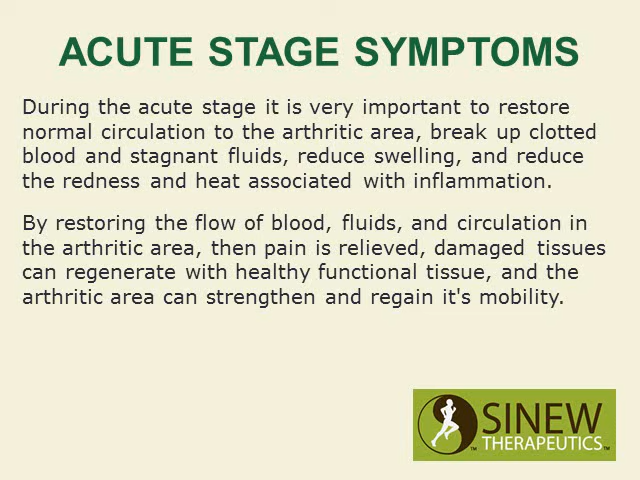 ACUTE STAGE SYMPTOMS
During the acute stage it is very important to restore
normal circulation to the arthritic area, break up clotted
blood and stagnant fluids, reduce swelling, and reduce
the redness and heat associated with inflammation.
By restoring the flow of blood, fluids, and circulation in
the arthritic area, then pain is relieved, damaged tissues
can regenerate with healthy functional tissue, and the
arthritic area can strengthen and regain it's mobility.
SINEW
™ THERAPEUTICS™